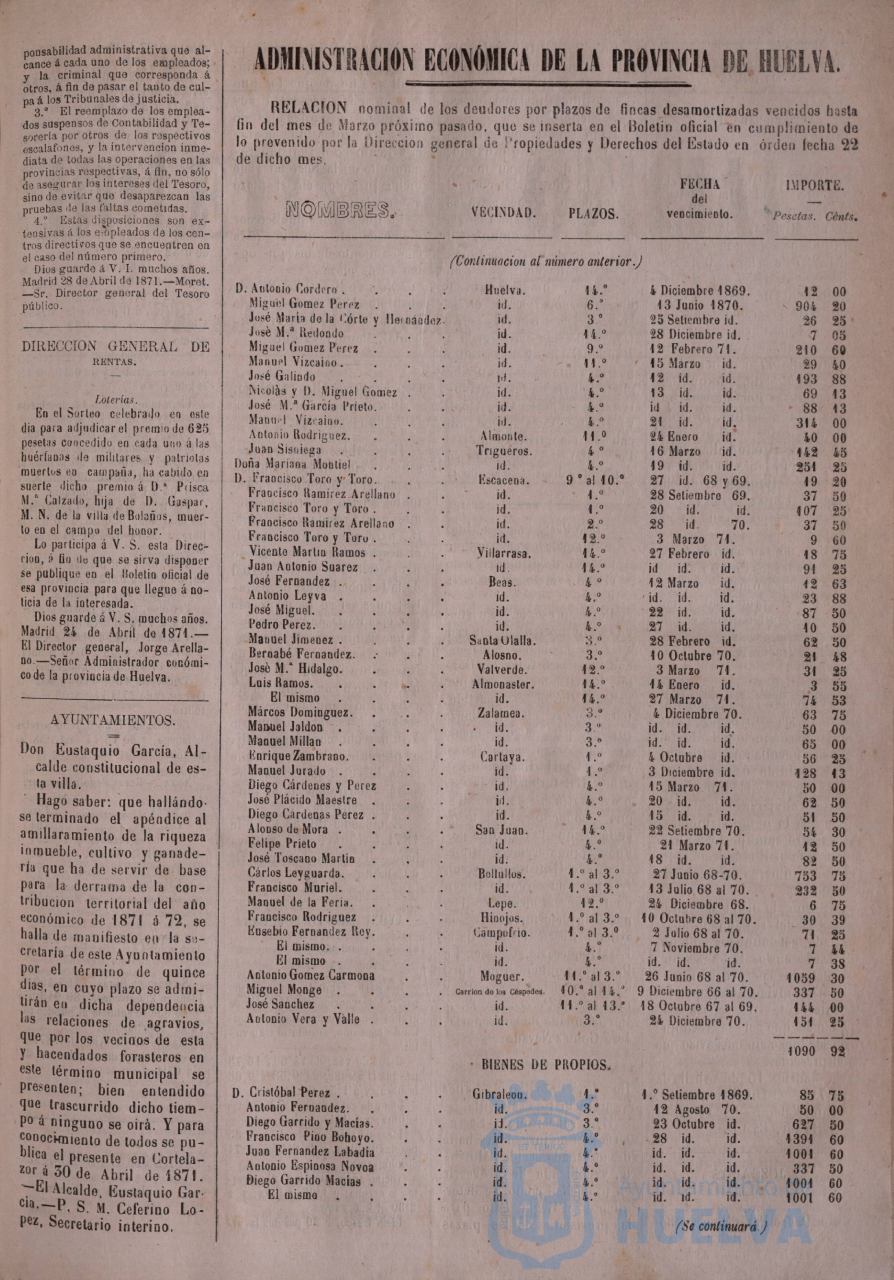 ponsabilidad administrativa que al-
cance á cada uno de los empleados;
y la criminal que corresponda á
otros, á fin de pasar el tanto de cul-
pa á los Tribunales de justicia.
3.° El reemplazo de los emplea-
dos suspensos de Contabilidad y Te-
sorería por otros de los respectivos
escalafones, y la intervencion inme-
diata de todas las operaciones en las
provincias respectivas, á fin, no sólo
de asegurar los intereses del Tesoro,
sino de evitar que desaparezcan las
pruebas de las faltas cometidas.
4.° Estas disposiciones son ex-
tensivas á los empleados de los cen-
tros directivos que se encuentren en
el caso del número primero.
Dios guarde á V. I. muchos años.
Madrid 28 de Abril de 1871.—Moret.
—Sr. Director general del Tesoro
público.
DIRECCION GENERAL DE
RENTAS.
Loterías.
En el Sorteo celebrado en este
dia para adjudicar el premio de 625
pesetas concedido en cada uno á las
huérfanas de militares y patriotas
muertos en campaña, ha cabido en
suerte dicho premio á D.ª Prisca
M.ª Calzado, hija de D. Gaspar,
M. N. de la villa de Bolaños, muer-
to en el campo del honor.
Lo participa á V. S. esta Direc-
cion, á fin de que se sirva disponer
se publique en el Boletin oficial de
esa provincia para que llegue á no-
ticia de la interesada.
Dios guarde á V. S. muchos años.
Madrid 24 de Abril de 1871.—
El Director general, Jorge Arella-
no.—Señor Administrador conómi-
co de la provincia de Huelva.
AYUNTAMIENTOS.
Don Eustaquio García, Al-
calde constitucional de es-
ta villa.
Hago saber: que hallándo-
se terminado el apéndice al
amillaramiento de la riqueza
inmueble, cultivo y ganade-
ría que ha de servir de base
para la derrama de la con-
tribucion territorial del año
económico de 1871 á 72, se
halla de manifiesto en la se-
cretaría de este Ayuntamiento
por el término de quince
dias, en cuyo plazo se admi-
tirán en dicha dependencia
las relaciones de agravios,
que por los vecinos de esta
y hacendados forasteros en
este término municipal se
presenten; bien entendido
que trascurrido dicho tiem-
po á ninguno se oirá. Y para
conocimiento de todos se pu-
blica el presente en Cortela-
zor á 30 de Abril de 1871.
—El Alcalde, Eustaquio Gar-
cía.—P. S. M. Ceferino Lo-
pez, Secretario interino.
ADMINISTRACION ECONÓMICA DE LA PROVINCIA DE HUELVA.
RELACION nominal de los deudores por plazos de fincas desamortizadas vencidos hasta
fin del mes de Marzo próximo pasado, que se inserta en el Boletin oficial en cumplimiento de
lo prevenido por la Direccion general de Propiedades y Derechos del Estado en órden fecha 22
de dicho mes.
NOMBRES. VECINDAD. PLAZOS. FECHA del vencimiento. IMPORTE. Pesetas. Cénts.
(Continuacion al número anterior.)
D. Antonio Cordero . Huelva. 14.° 4 Diciembre 1869. 12 00
Miguel Gomez Perez id. 6.° 13 Junio 1870. 904 20
José María de la Córte y Hernández. id. 3.° 25 Setiembre id. 26 25
José M.ª Redondo id. 14.° 28 Diciembre id. 7 05
Miguel Gomez Perez id. 9.° 12 Febrero 71. 210 60
Manuel Vizcaino. id. 11.° 15 Marzo id. 29 40
José Galindo id. 4.° 12 id. id. 193 88
Nicolàs y D. Miguel Gomez . id. 4.° 13 id. id. 69 13
José M.ª García Prieto. id. 4.° id id. id. 88 13
Manuel Vizcaino. id. 4.° 21 id. id. 314 00
Antonio Rodriguez. Almonte. 11.° 24 Enero id. 40 00
Juan Sisniega Trigueros. 4.° 16 Marzo id. 142 45
Doña Mariana Montiel id. 4.° 19 id. id. 251 25
D. Francisco Toro y Toro. Escacena. 9.° al 10.° 27 id. 68 y 69. 19 20
Francisco Ramirez Arellano . id. 1.° 28 Setiembre 69. 37 50
Francisco Toro y Toro . id. 1.° 20 id. id. 107 25
Francisco Ramirez Arellano id. 2.° 28 id. 70. 37 50
Francisco Toro y Toro . id. 12.° 3 Marzo 71. 9 60
Vicente Martin Ramos . Villarrasa. 14.° 27 Febrero id. 18 75
Juan Antonio Suarez id. 14.° id id. id. 91 25
José Fernandez . Beas. 4.° 12 Marzo id. 12 63
Antonio Leyva . id. 4.° id. id. id. 23 88
José Miguel. id. 4.° 22 id. id. 87 50
Pedro Perez. id. 4.° 27 id. id. 10 50
Manuel Jimenez . Santa Olalla. 3.° 28 Febrero id. 62 50
Bernabé Fernandez. Alosno. 3.° 10 Octubre 70. 21 48
José M.ª Hidalgo. Valverde. 12.° 3 Marzo 71. 31 25
Luis Ramos. Almonaster. 14.° 14 Enero id. 3 55
El mismo id. 14.° 27 Marzo 71. 74 53
Márcos Dominguez. Zalamea. 3.° 4 Diciembre 70. 63 75
Manuel Jaldon . id. 3.° id. id. id. 50 00
Manuel Millan id. 3.° id. id. id. 65 00
Enrique Zambrano. Cartaya. 1.° 4 Octubre id. 56 25
Manuel Jurado . id. 1.° 3 Diciembre id. 128 13
Diego Cárdenes y Perez id. 4.° 15 Marzo 71. 50 00
José Plácido Maestre id. 4.° 20 id. id. 62 50
Diego Cárdenas Perez . id. 4.° 15 id. id. 51 50
Alonso de Mora . San Juan. 14.° 22 Setiembre 70. 54 30
Felipe Prieto id. 4.° 21 Marzo 71. 12 50
José Toscano Martin id. 4.° 18 id. id. 82 50
Cárlos Leyguarda. Bollullos. 1.° al 3.° 27 Junio 68-70. 753 75
Francisco Muriel. id. 1.° al 3.° 13 Julio 68 al 70. 232 50
Manuel de la Feria. Lepe. 12.° 24 Diciembre 68. 6 75
Francisco Rodriguez Hinojos. 1.° al 3.° 10 Octubre 68 al 70. 30 39
Eusebio Fernandez Rey. Campofrio. 1.° al 3.° 2 Julio 68 al 70. 71 25
El mismo. id. 4.° 7 Noviembre 70. 7 44
El mismo id. 4.° id. id. id. 7 38
Antonio Gomez Carmona Moguer. 11.° al 3.° 26 Junio 68 al 70. 1059 30
Miguel Monge Carrion de los Céspedes. 10.° al 14.° 9 Diciembre 66 al 70. 337 50
José Sanchez id. 11.° al 13.° 18 Octubre 67 al 69. 144 00
Antonio Vera y Valle . id. 3.° 24 Diciembre 70. 151 25
1090 92
BIENES DE PROPIOS.
D. Cristóbal Perez . Gibraleon. 1.° 1.° Setiembre 1869. 85 75
Antonio Fernandez. id. 3.° 12 Agosto 70. 50 00
Diego Garrido y Macías. id. 3.° 23 Octubre id. 627 50
Francisco Pino Bohoyo. id. 4.° 28 id. id. 1394 60
Juan Fernandez Labadia id. 4.° id. id. id. 1001 60
Antonio Espinosa Novoa id. 4.° id. id. id. 337 50
Diego Garrido Macías . id. 4.° id. id. id. 1001 60
El mismo id. 4.° id. id. id. 1001 60
(Se continuará.)
Ayuntamiento
HUELVA